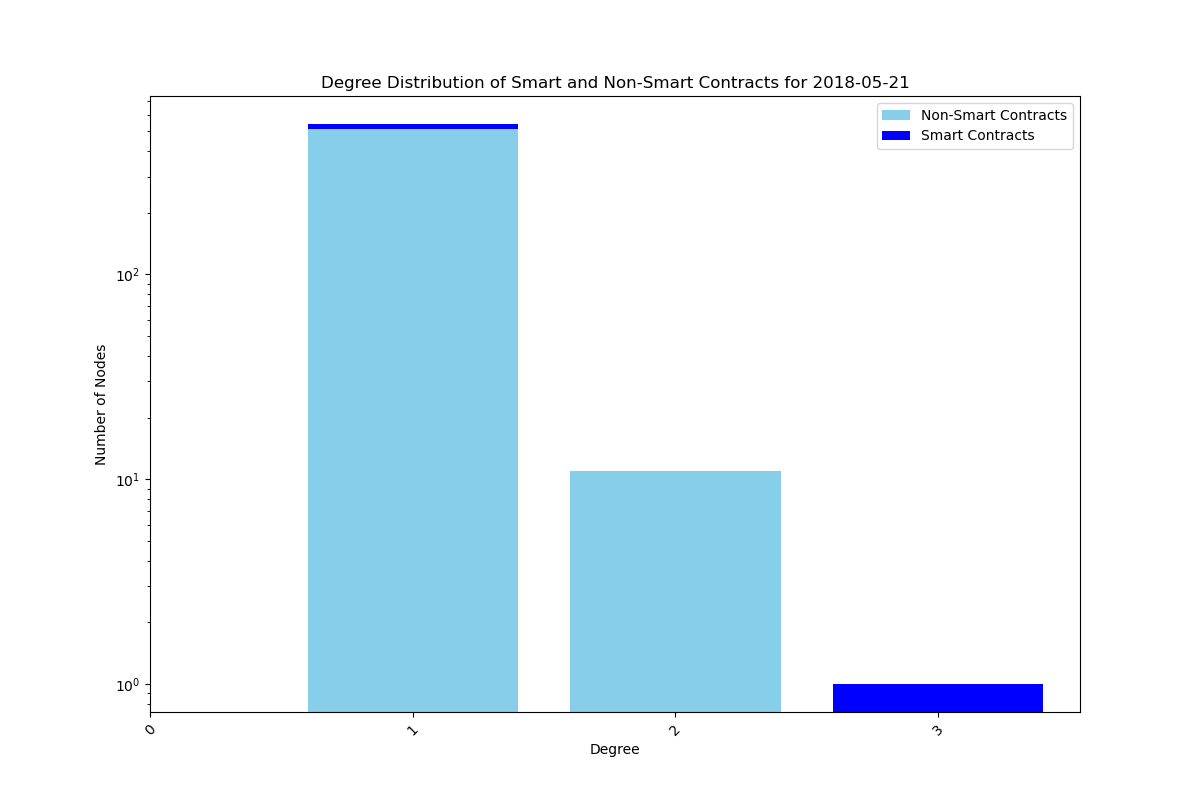 Degree Distribution of Smart and Non-Smart Contracts for 2018-05-21
Non-Smart Contracts
Smart Contracts
Number of Nodes
10²
10¹
10⁰
0
1
2
3
Degree